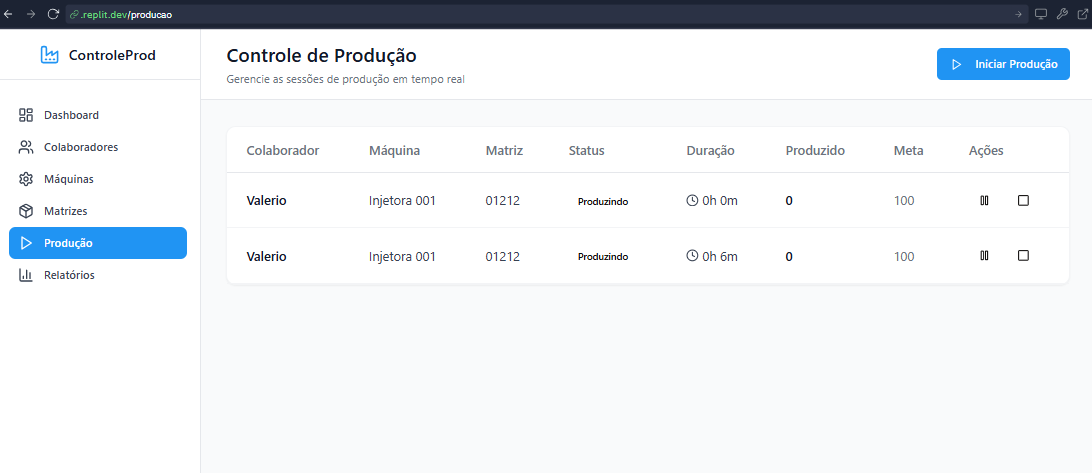 .replit.dev/producao
ControleProd
Controle de Produção
Gerencie as sessões de produção em tempo real
Iniciar Produção
Dashboard
Colaboradores
Máquinas
Matrizes
Produção
Relatórios
Colaborador Máquina Matriz Status Duração Produzido Meta Ações
Valerio Injetora 001 01212 Produzindo 0h 0m 0 100
Valerio Injetora 001 01212 Produzindo 0h 6m 0 100